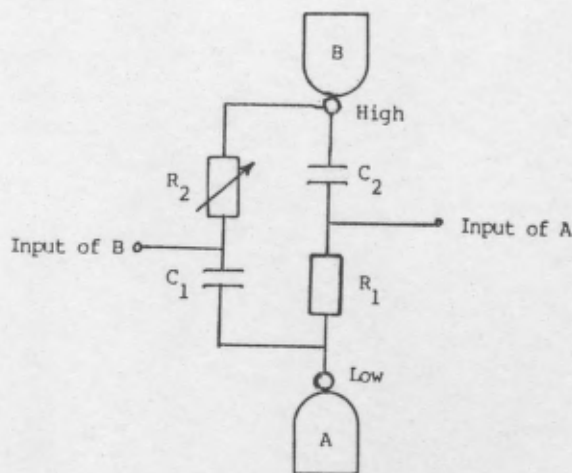 B
High
R2
C2
Input of B
Input of A
C1
R1
Low
A